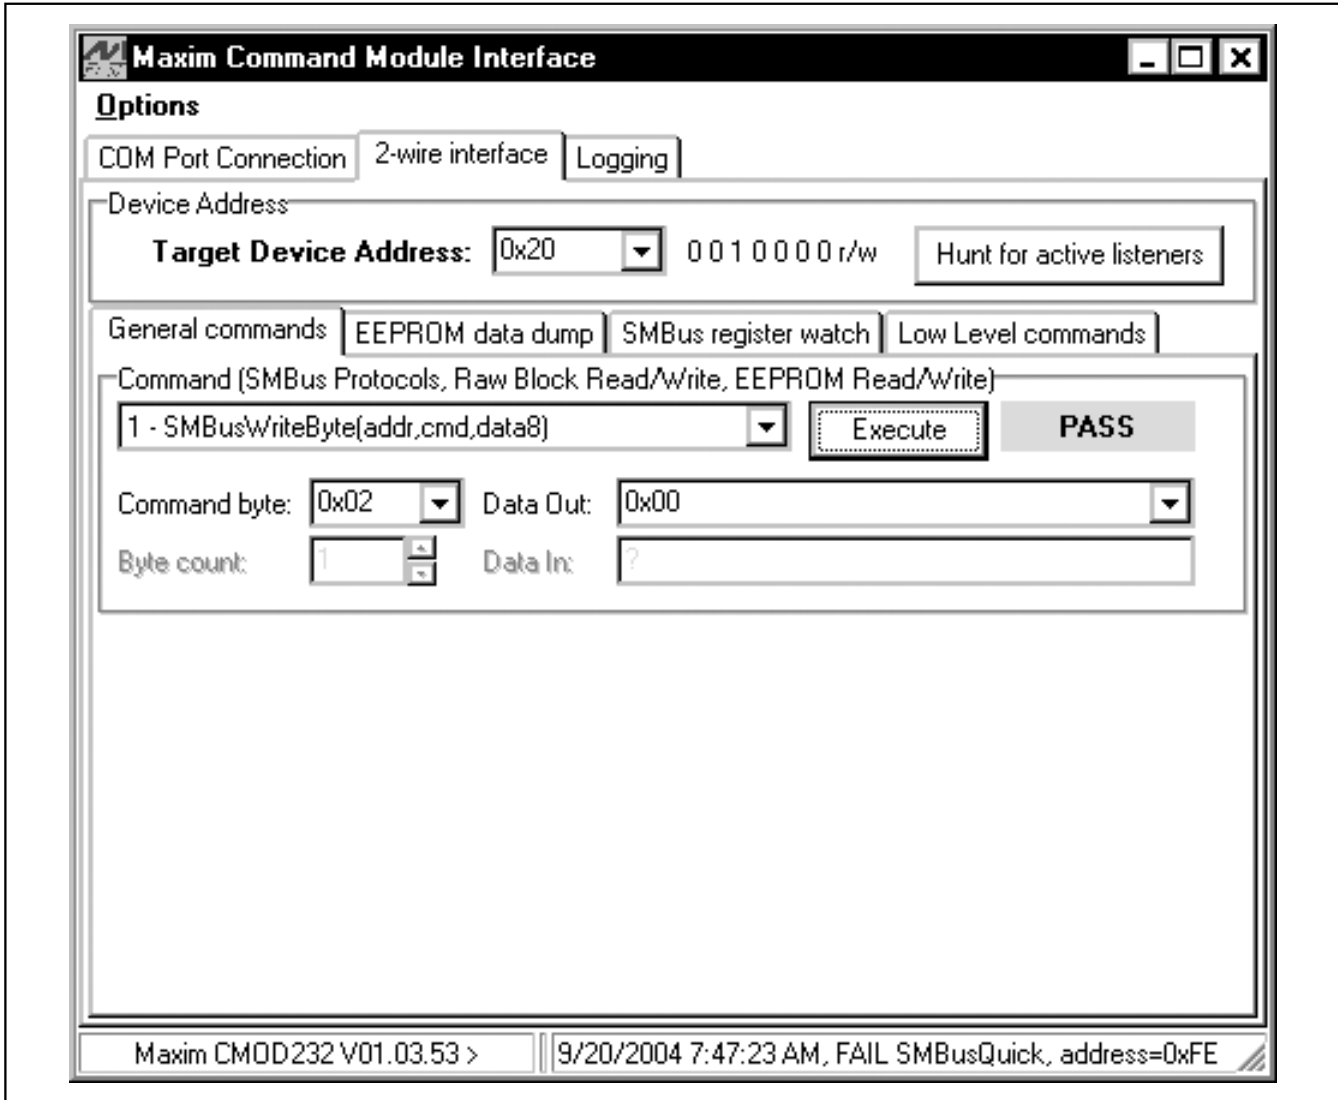 Maxim Command Module Interface
Options
COM Port Connection 2-wire interface Logging
Device Address
Target Device Address: 0x20 0 0 1 0 0 0 0 r/w Hunt for active listeners
General commands EEPROM data dump SMBus register watch Low Level commands
Command (SMBus Protocols, Raw Block Read/Write, EEPROM Read/Write)
1 - SMBusWriteByte(addr,cmd,data8) Execute PASS
Command byte: 0x02 Data Out: 0x00
Byte count: 1 Data In: ?
Maxim CMOD232 V01.03.53 > 9/20/2004 7:47:23 AM, FAIL SMBusQuick, address=0xFE